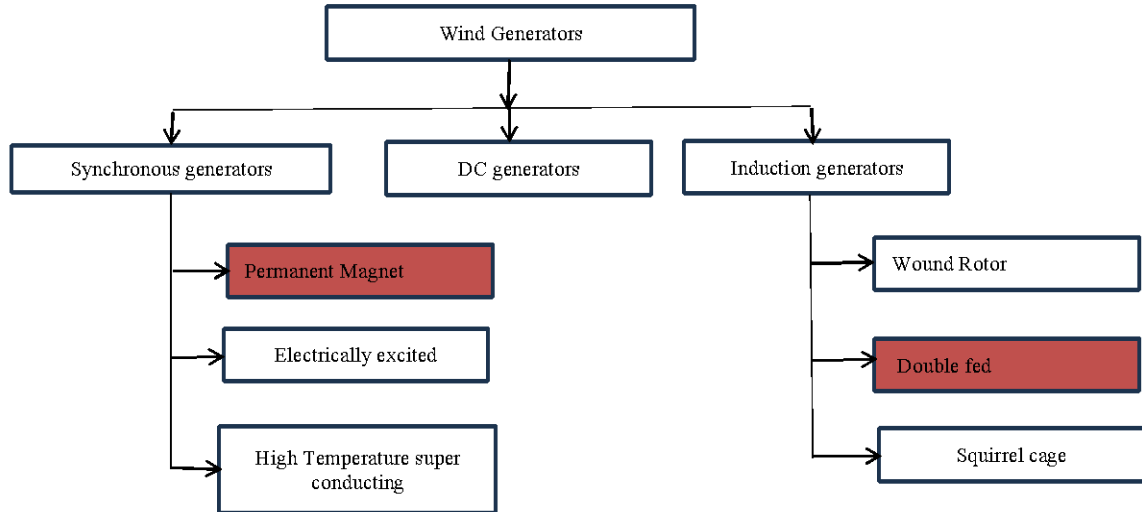 Wind Generators
Synchronous generators
DC generators
Induction generators
Permanent Magnet
Electrically excited
High Temperature super
conducting
Wound Rotor
Double fed
Squirrel cage